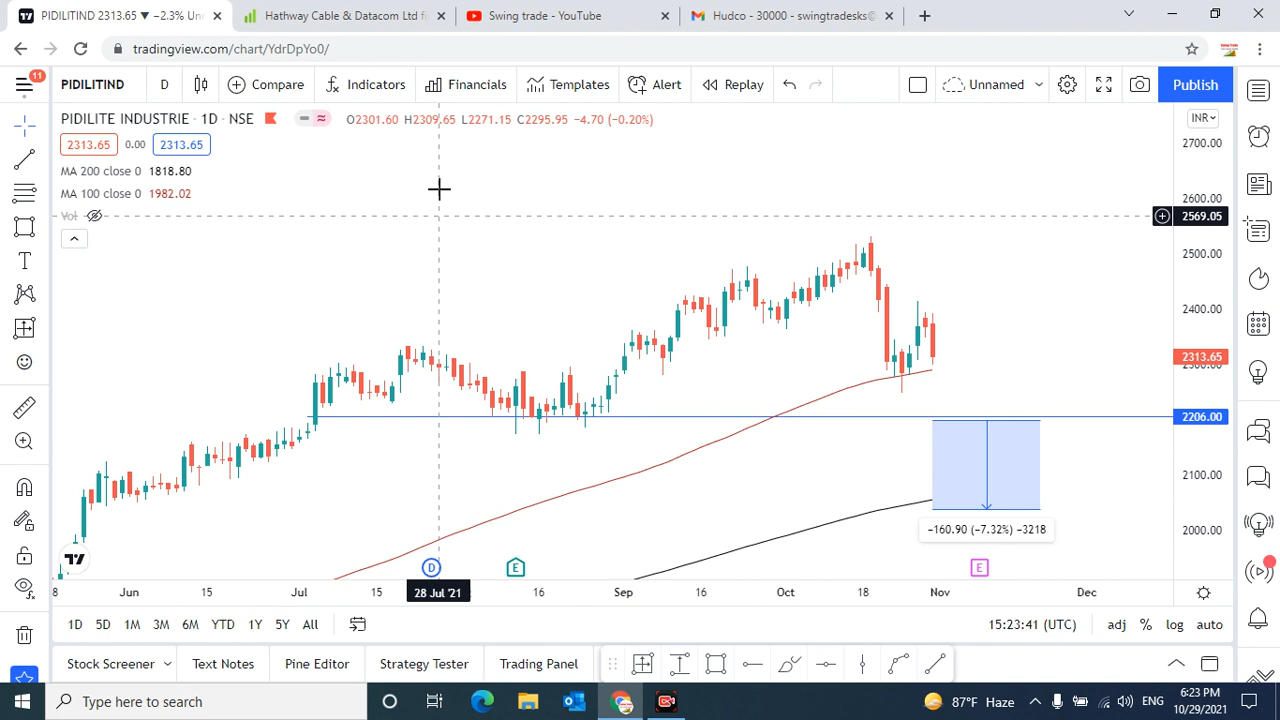 PIDILITIND 2313.65 ▼ −2.3% Unn
Hathway Cable & Datacom Ltd f
Swing trade - YouTube
Hudco - 30000 - swingtradesks@
tradingview.com/chart/YdrDpYo0/
11
PIDILITIND
D
Compare
Indicators
Financials
Templates
Alert
Replay
Unnamed
Publish
PIDILITE INDUSTRIE · 1D · NSE
O2301.60 H2309.65 L2271.15 C2295.95 −4.70 (−0.20%)
INR
2313.65 0.00 2313.65
MA 200 close 0 1818.80
MA 100 close 0 1982.02
Vol
2700.00
2600.00
2569.05
2500.00
2400.00
2313.65
2300.00
2206.00
2100.00
2000.00
−160.90 (−7.32%) −3218
D
E
E
8
Jun
15
Jul
15
28 Jul '21
16
Sep
16
Oct
18
Nov
Dec
1D
5D
1M
3M
6M
YTD
1Y
5Y
All
15:23:41 (UTC)
adj
%
log
auto
Stock Screener
Text Notes
Pine Editor
Strategy Tester
Trading Panel
Type here to search
87°F Haze
ENG
6:23 PM
10/29/2021